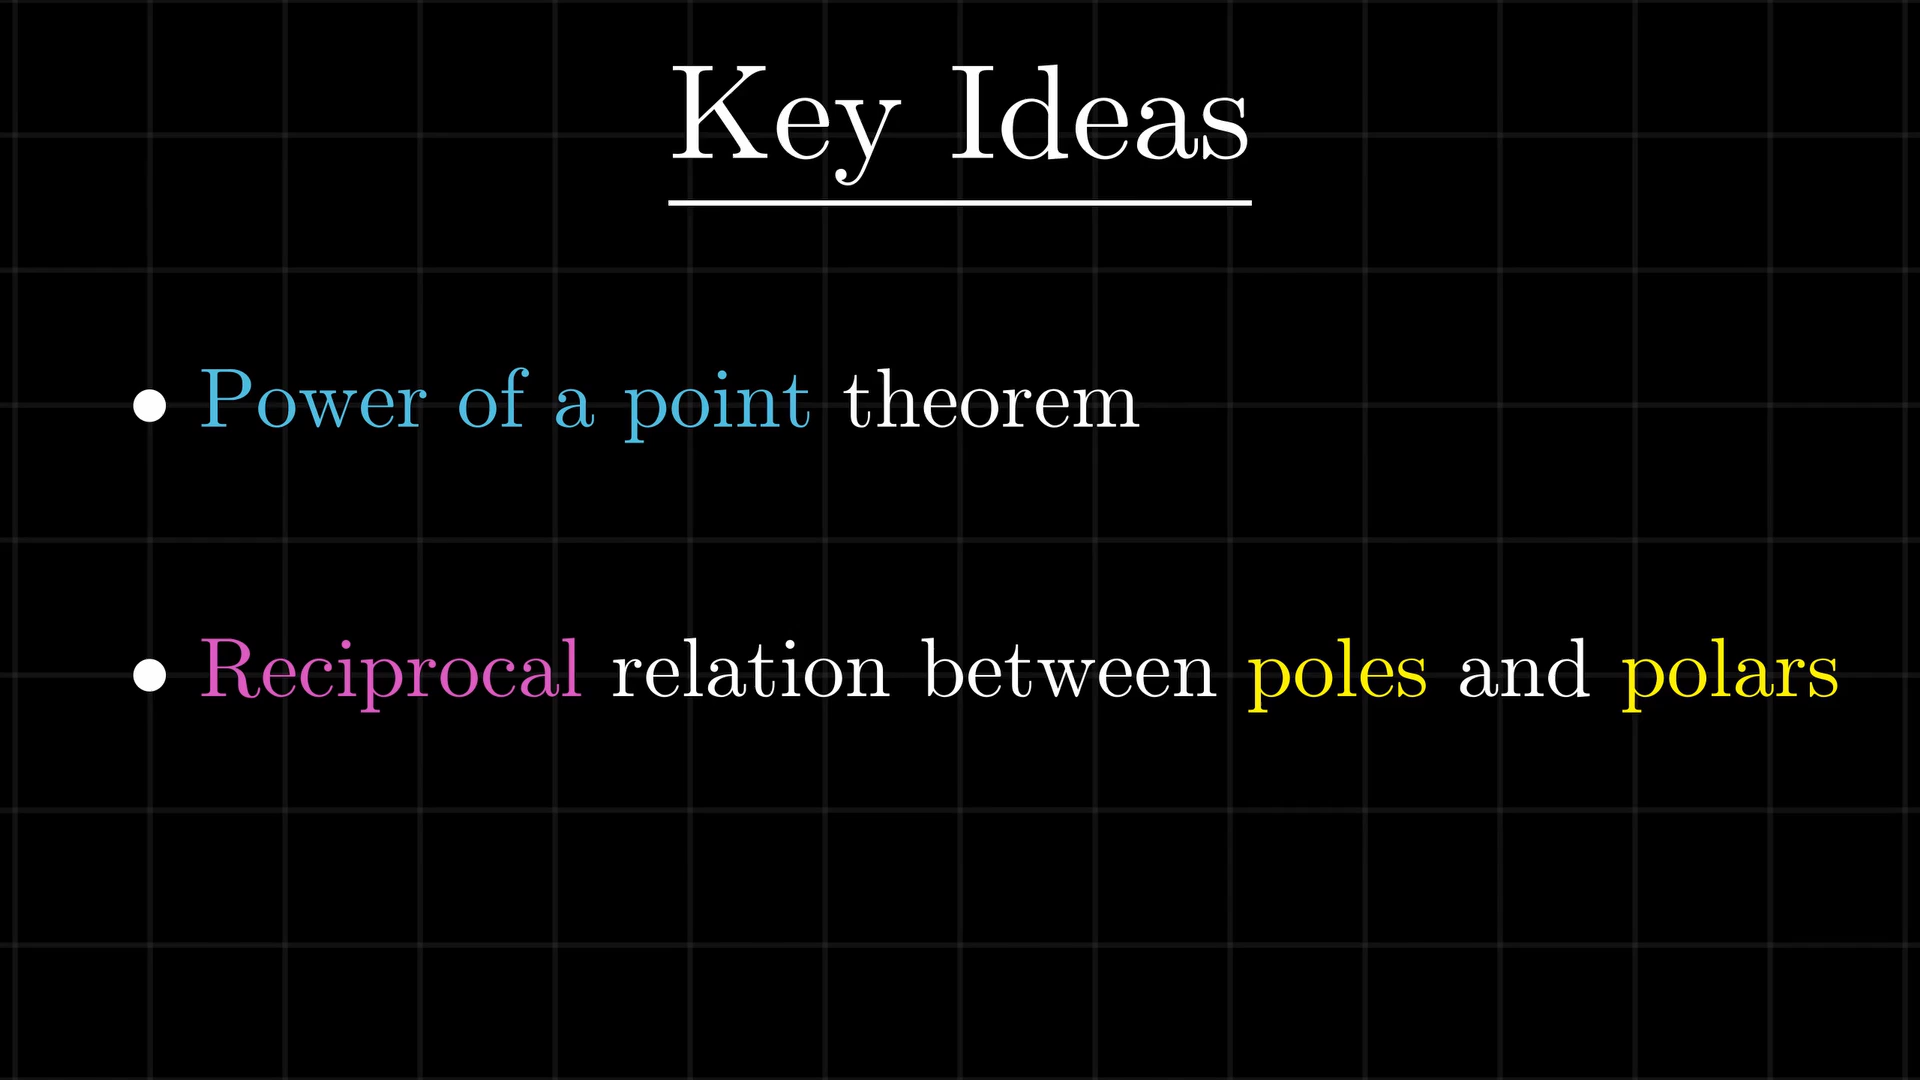 Key Ideas
• Power of a point theorem
• Reciprocal relation between poles and polars